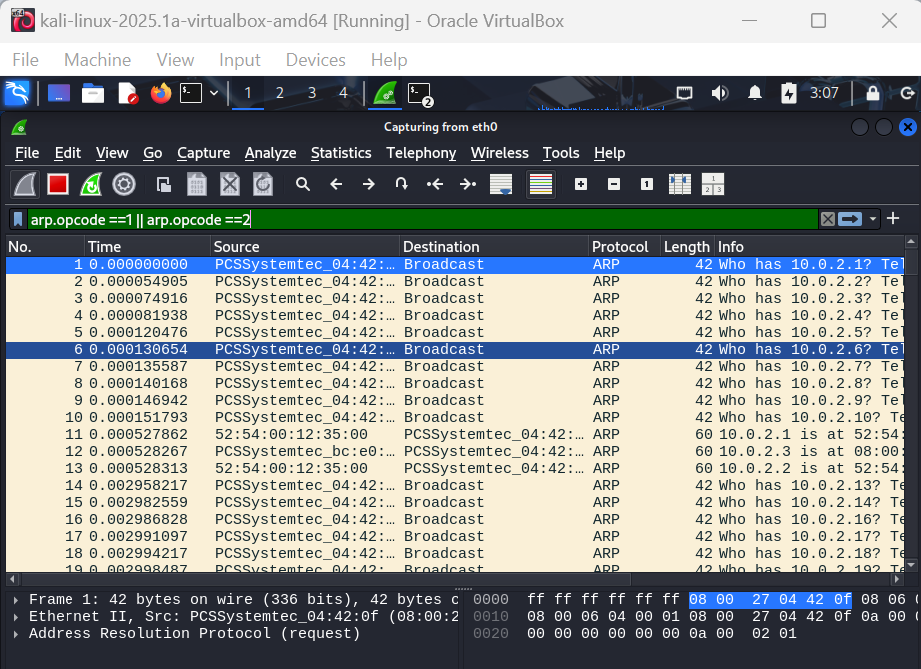 kali-linux-2025.1a-virtualbox-amd64 [Running] - Oracle VirtualBox
File Machine View Input Devices Help
1 2 3 4 2 3:07
Capturing from eth0
File Edit View Go Capture Analyze Statistics Telephony Wireless Tools Help
arp.opcode ==1 || arp.opcode ==2
No. Time Source Destination Protocol Length Info
1 0.000000000 PCSSystemtec_04:42:… Broadcast ARP 42 Who has 10.0.2.1? Tel
2 0.000054905 PCSSystemtec_04:42:… Broadcast ARP 42 Who has 10.0.2.2? Tel
3 0.000074916 PCSSystemtec_04:42:… Broadcast ARP 42 Who has 10.0.2.3? Tel
4 0.000081938 PCSSystemtec_04:42:… Broadcast ARP 42 Who has 10.0.2.4? Tel
5 0.000120476 PCSSystemtec_04:42:… Broadcast ARP 42 Who has 10.0.2.5? Tel
6 0.000130654 PCSSystemtec_04:42:… Broadcast ARP 42 Who has 10.0.2.6? Tel
7 0.000135587 PCSSystemtec_04:42:… Broadcast ARP 42 Who has 10.0.2.7? Tel
8 0.000140168 PCSSystemtec_04:42:… Broadcast ARP 42 Who has 10.0.2.8? Tel
9 0.000146942 PCSSystemtec_04:42:… Broadcast ARP 42 Who has 10.0.2.9? Tel
10 0.000151793 PCSSystemtec_04:42:… Broadcast ARP 42 Who has 10.0.2.10? Te
11 0.000527862 52:54:00:12:35:00 PCSSystemtec_04:42:… ARP 60 10.0.2.1 is at 52:54:
12 0.000528267 PCSSystemtec_bc:e0:… PCSSystemtec_04:42:… ARP 60 10.0.2.3 is at 08:00:
13 0.000528313 52:54:00:12:35:00 PCSSystemtec_04:42:… ARP 60 10.0.2.2 is at 52:54:
14 0.002958217 PCSSystemtec_04:42:… Broadcast ARP 42 Who has 10.0.2.13? Te
15 0.002982559 PCSSystemtec_04:42:… Broadcast ARP 42 Who has 10.0.2.14? Te
16 0.002986828 PCSSystemtec_04:42:… Broadcast ARP 42 Who has 10.0.2.16? Te
17 0.002991097 PCSSystemtec_04:42:… Broadcast ARP 42 Who has 10.0.2.17? Te
18 0.002994217 PCSSystemtec_04:42:… Broadcast ARP 42 Who has 10.0.2.18? Te
19 0.002998487 PCSSystemtec_04:42:… Broadcast ARP 42 Who has 10.0.2.19? Te
Frame 1: 42 bytes on wire (336 bits), 42 bytes c
Ethernet II, Src: PCSSystemtec_04:42:0f (08:00:2
Address Resolution Protocol (request)
0000 ff ff ff ff ff ff 08 00 27 04 42 0f 08 06
0010 08 00 06 04 00 01 08 00 27 04 42 0f 0a 00
0020 00 00 00 00 00 00 0a 00 02 01